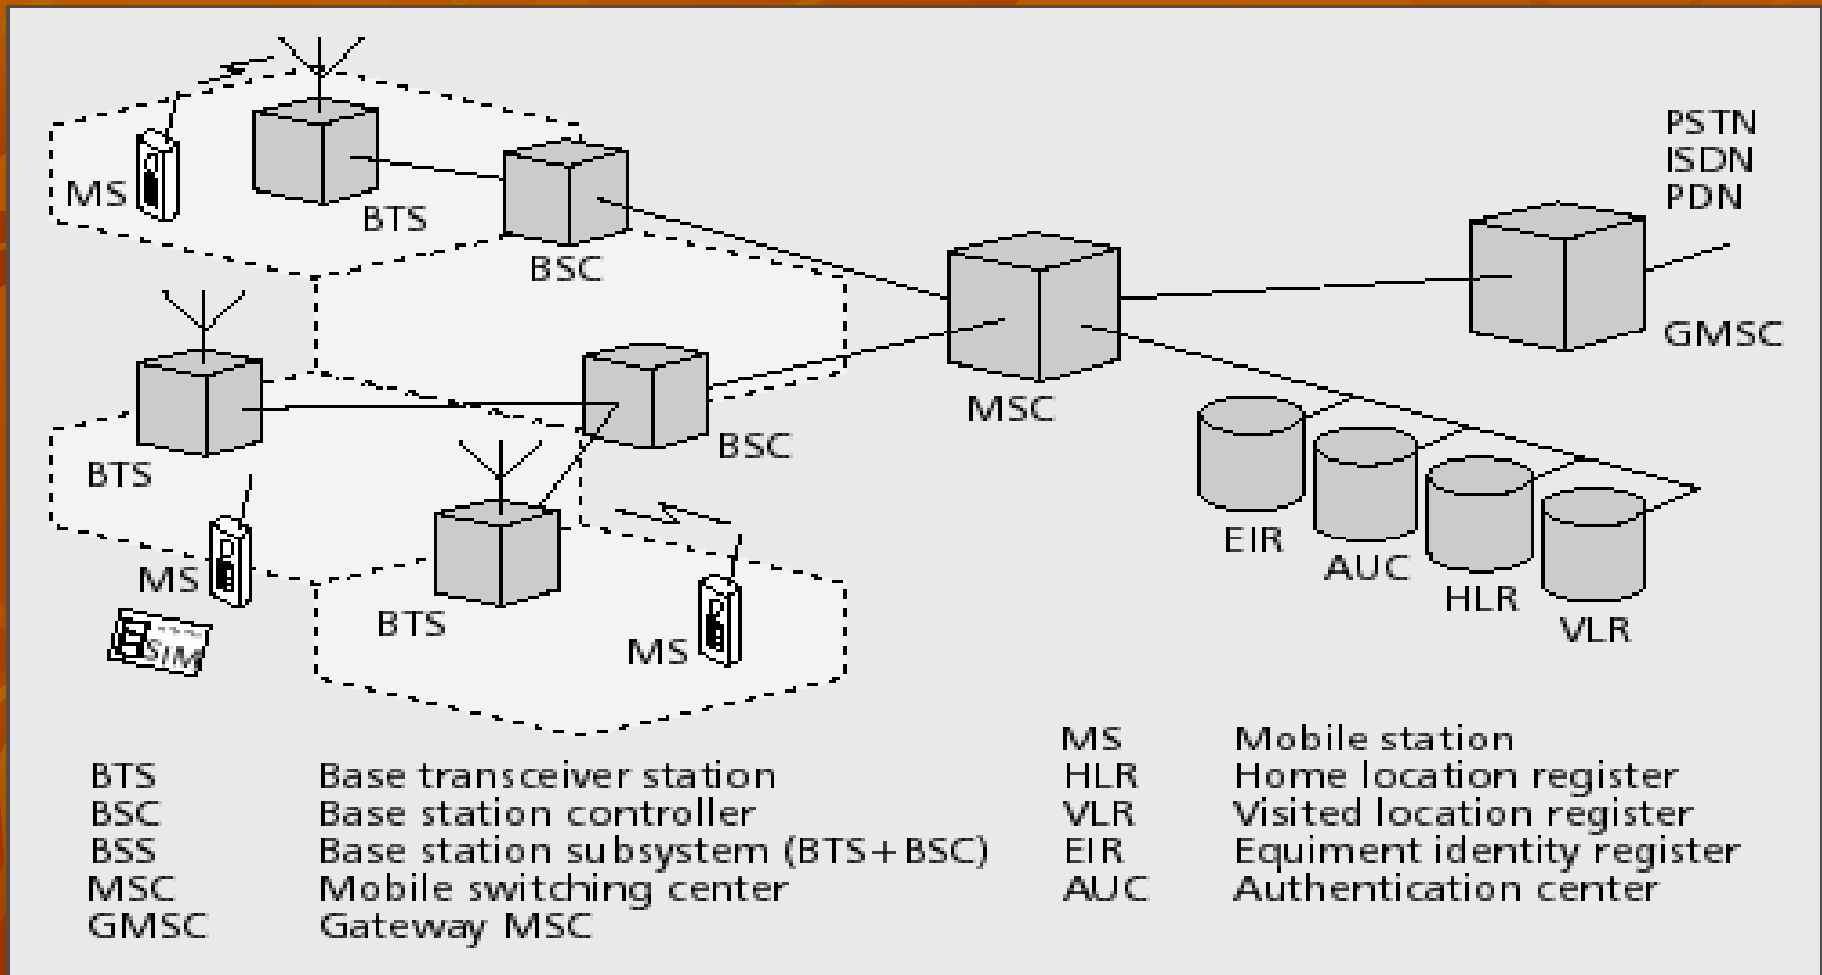 PSTN
ISDN
PDN
MS
BTS
BSC
GMSC
MSC
BSC
BTS
EIR
AUC
MS
HLR
BTS
VLR
SIM
MS
MS Mobile station
BTS Base transceiver station
HLR Home location register
BSC Base station controller
VLR Visited location register
BSS Base station subsystem (BTS+BSC)
EIR Equiment identity register
MSC Mobile switching center
AUC Authentication center
GMSC Gateway MSC